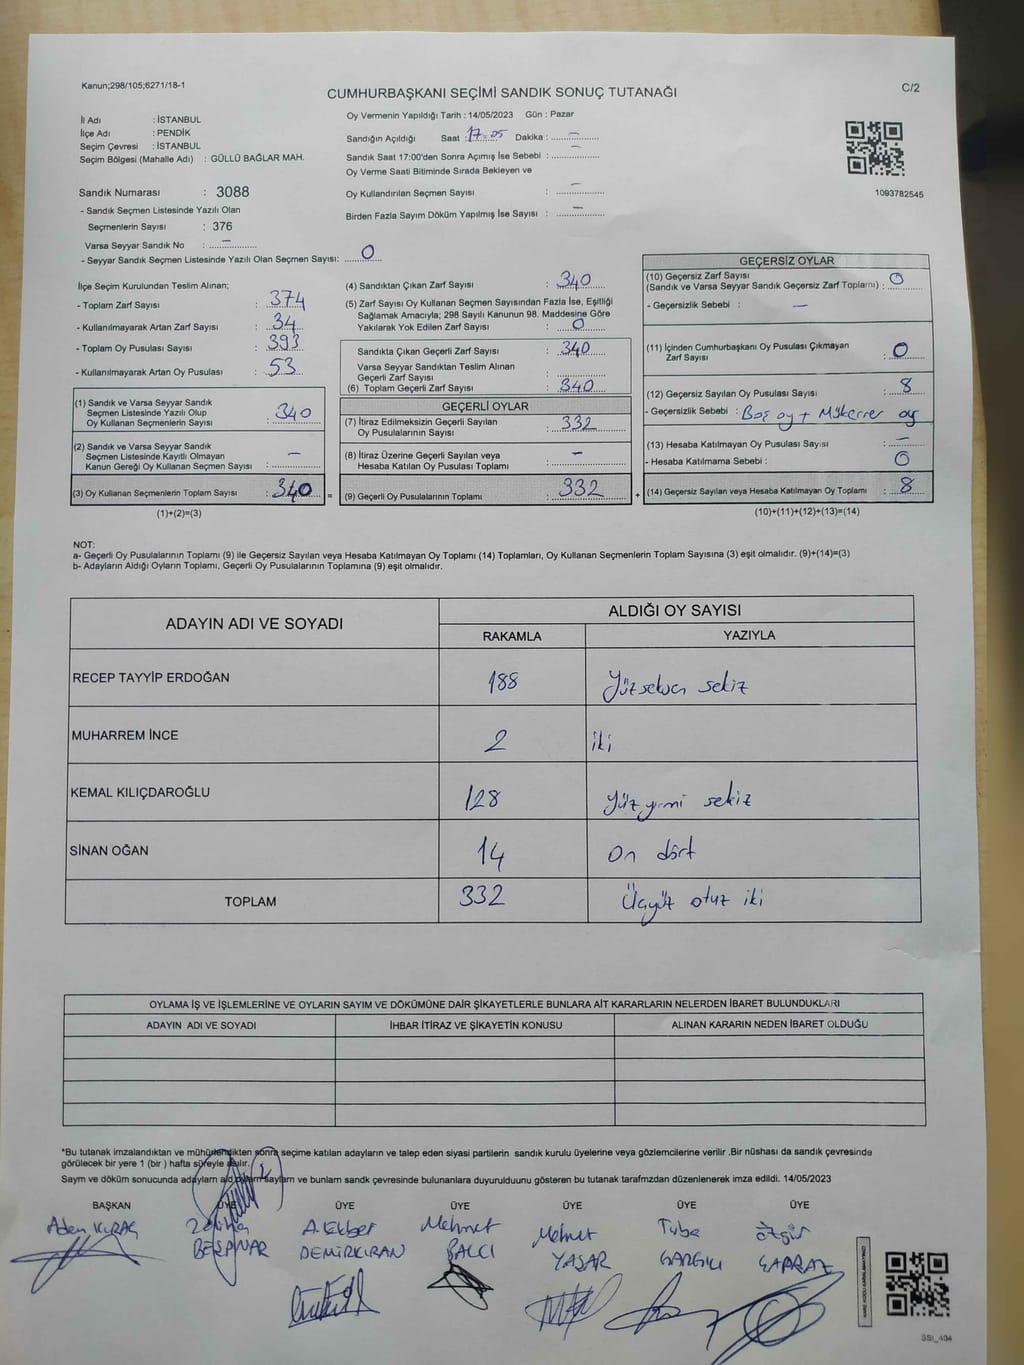 Kanun;298/105;6271/18-1
C/2
CUMHURBAŞKANI SEÇİMİ SANDIK SONUÇ TUTANAĞI
İl Adı : İSTANBUL
İlçe Adı : PENDİK
Seçim Çevresi : İSTANBUL
Seçim Bölgesi (Mahalle Adı) : GÜLLÜ BAĞLAR MAH.
Sandık Numarası : 3088
- Sandık Seçmen Listesinde Yazılı Olan
Seçmenlerin Sayısı : 376
Varsa Seyyar Sandık No : –
- Seyyar Sandık Seçmen Listesinde Yazılı Olan Seçmen Sayısı: 0
Oy Vermenin Yapıldığı Tarih : 14/05/2023 Gün : Pazar
Sandığın Açıldığı Saat : 17.05 Dakika : –
Sandık Saat 17:00'den Sonra Açımış İse Sebebi : –
Oy Verme Saati Bitiminde Sırada Bekleyen ve
Oy Kullandırılan Seçmen Sayısı : –
Birden Fazla Sayım Döküm Yapılmış İse Sayısı : –
1093782545
İlçe Seçim Kurulundan Teslim Alınan;
- Toplam Zarf Sayısı : 374
- Kullanılmayarak Artan Zarf Sayısı : 34
- Toplam Oy Pusulası Sayısı : 393
- Kullanılmayarak Artan Oy Pusulası : 53
(1) Sandık ve Varsa Seyyar Sandık
Seçmen Listesinde Yazılı Olup
Oy Kullanan Seçmenlerin Sayısı : 340
(2) Sandık ve Varsa Seyyar Sandık
Seçmen Listesinde Kayıtlı Olmayan
Kanun Gereği Oy Kullanan Seçmen Sayısı : –
(3) Oy Kullanan Seçmenlerin Toplam Sayısı : 340
(1)+(2)=(3)
(4) Sandıktan Çıkan Zarf Sayısı : 340
(5) Zarf Sayısı Oy Kullanan Seçmen Sayısından Fazla İse, Eşitliği
Sağlamak Amacıyla; 298 Sayılı Kanunun 98. Maddesine Göre
Yakılarak Yok Edilen Zarf Sayısı : 0
Sandıkta Çıkan Geçerli Zarf Sayısı : 340
Varsa Seyyar Sandıktan Teslim Alınan
Geçerli Zarf Sayısı :
(6) Toplam Geçerli Zarf Sayısı : 340
GEÇERLİ OYLAR
(7) İtiraz Edilmeksizin Geçerli Sayılan
Oy Pusulalarının Sayısı : 332
(8) İtiraz Üzerine Geçerli Sayılan veya
Hesaba Katılan Oy Pusulası Toplamı : –
= (9) Geçerli Oy Pusulalarının Toplamı : 332 +
GEÇERSİZ OYLAR
(10) Geçersiz Zarf Sayısı
(Sandık ve Varsa Seyyar Sandık Geçersiz Zarf Toplamı) : 0
- Geçersizlik Sebebi : –
(11) İçinden Cumhurbaşkanı Oy Pusulası Çıkmayan
Zarf Sayısı : 0
(12) Geçersiz Sayılan Oy Pusulası Sayısı : 8
- Geçersizlik Sebebi : Boş oy + Mükerrer oy
(13) Hesaba Katılmayan Oy Pusulası Sayısı : –
- Hesaba Katılmama Sebebi : 0
(14) Geçersiz Sayılan veya Hesaba Katılmayan Oy Toplamı : 8
(10)+(11)+(12)+(13)=(14)
NOT:
a- Geçerli Oy Pusulalarının Toplamı (9) ile Geçersiz Sayılan veya Hesaba Katılmayan Oy Toplamı (14) Toplamları, Oy Kullanan Seçmenlerin Toplam Sayısına (3) eşit olmalıdır. (9)+(14)=(3)
b- Adayların Aldığı Oyların Toplamı, Geçerli Oy Pusulalarının Toplamına (9) eşit olmalıdır.
ADAYIN ADI VE SOYADI ALDIĞI OY SAYISI
RAKAMLA YAZIYLA
RECEP TAYYİP ERDOĞAN 188 Yüzseksen sekiz
MUHARREM İNCE 2 iki
KEMAL KILIÇDAROĞLU 128 Yüz yirmi sekiz
SİNAN OĞAN 14 On dört
TOPLAM 332 Üçyüz otuz iki
OYLAMA İŞ VE İŞLEMLERİNE VE OYLARIN SAYIM VE DÖKÜMÜNE DAİR ŞİKAYETLERLE BUNLARA AİT KARARLARIN NELERDEN İBARET BULUNDUKLARI
ADAYIN ADI VE SOYADI İHBAR İTİRAZ VE ŞİKAYETİN KONUSU ALINAN KARARIN NEDEN İBARET OLDUĞU
*Bu tutanak imzalandıktan ve mühürlendikten sonra seçime katılan adayların ve talep eden siyasi partilerin sandık kurulu üyelerine veya gözlemcilerine verilir .Bir nüshası da sandık çevresinde
görülecek bir yere 1 (bir ) hafta süreyle asılır.
Sayım ve döküm sonucunda adayların ve bunların sandık çevresinde bulunanlara duyurulduunu gösteren bu tutanak tarafmzdan düzenlenerek imza edildi. 14/05/2023
BAŞKAN ÜYE ÜYE ÜYE ÜYE ÜYE ÜYE
Adem KIRAÇ A. Ekber Mehmet Mehmet Tuba Özgür
DEMİRKIRAN BALCI YAŞAR
SSI_404